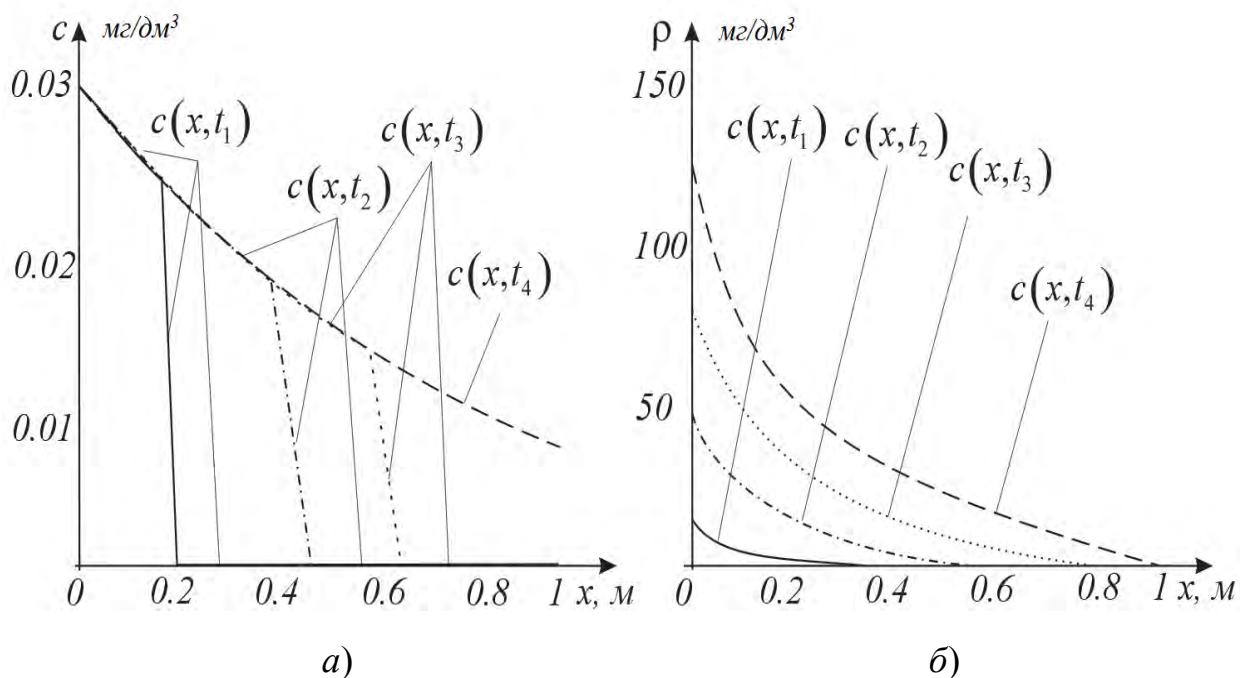 c мг/дм³
0.03
c(x,t₁)
c(x,t₃)
c(x,t₂)
0.02
c(x,t₄)
0.01
0 0.2 0.4 0.6 0.8 1 x, м
а)
ρ мг/дм³
150
c(x,t₁)
c(x,t₂)
c(x,t₃)
100
c(x,t₄)
50
0 0.2 0.4 0.6 0.8 1 x, м
б)